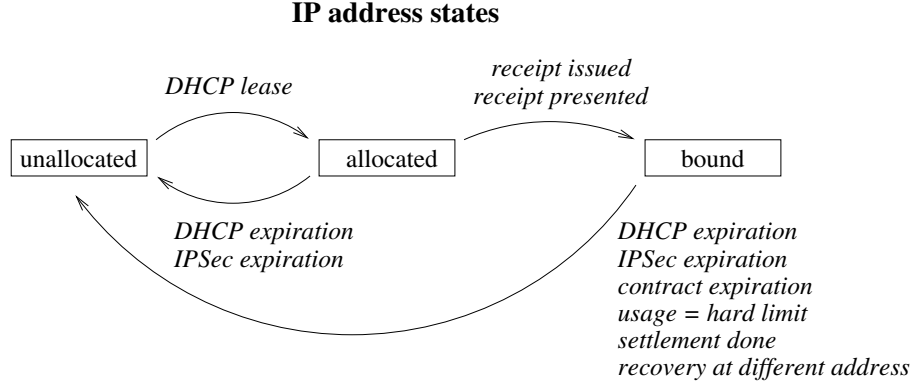 IP address states
DHCP lease
receipt issued
receipt presented
unallocated
allocated
bound
DHCP expiration
IPSec expiration
DHCP expiration
IPSec expiration
contract expiration
usage = hard limit
settlement done
recovery at different address